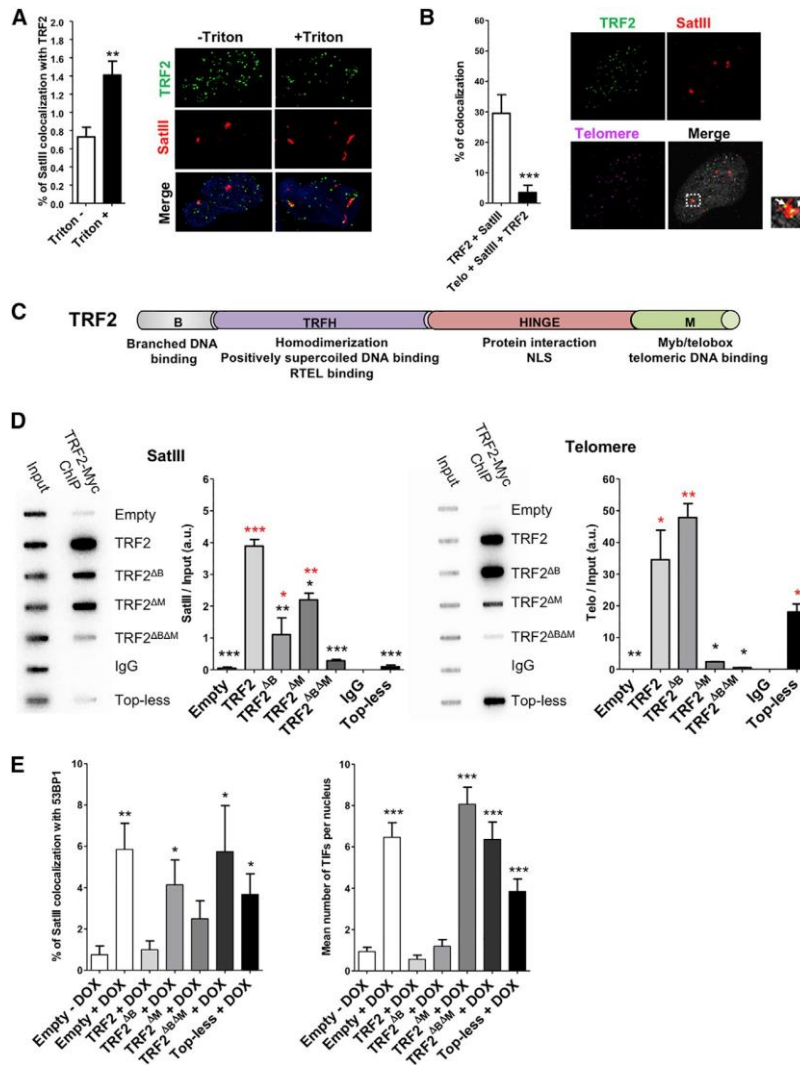 A
% of SatIII colocalization with TRF2
2.0
1.8
1.6
1.4
1.2
1.0
0.8
0.6
0.4
0.2
0.0
**
Triton -
Triton +
-Triton
+Triton
TRF2
SatIII
Merge
B
% of colocalization
60
50
40
30
20
10
0
***
TRF2 + SatIII
Telo + SatIII + TRF2
TRF2
SatIII
Telomere
Merge
C
TRF2
B
TRFH
HINGE
M
Branched DNA
binding
Homodimerization
Positively supercoiled DNA binding
RTEL binding
Protein interaction
NLS
Myb/telobox
telomeric DNA binding
D
SatIII
Input
TRF2-Myc
ChIP
Empty
TRF2
TRF2ΔB
TRF2ΔM
TRF2ΔBΔM
IgG
Top-less
SatIII / Input (a.u.)
5
4
3
2
1
0
***
***
*
**
**
*
***
***
Empty
TRF2
TRF2ΔB
TRF2ΔM
TRF2ΔBΔM
IgG
Top-less
Telomere
Input
TRF2-Myc
ChIP
Empty
TRF2
TRF2ΔB
TRF2ΔM
TRF2ΔBΔM
IgG
Top-less
Telo / Input (a.u.)
60
50
40
30
20
10
0
**
*
**
*
*
*
Empty
TRF2
TRF2ΔB
TRF2ΔM
TRF2ΔBΔM
IgG
Top-less
E
% of SatIII colocalization with 53BP1
10
8
6
4
2
0
**
*
*
*
Empty - DOX
Empty + DOX
TRF2 + DOX
TRF2ΔB + DOX
TRF2ΔM + DOX
TRF2ΔBΔM + DOX
Top-less + DOX
Mean number of TIFs per nucleus
10
8
6
4
2
0
***
***
***
***
Empty - DOX
Empty + DOX
TRF2 + DOX
TRF2ΔB + DOX
TRF2ΔM + DOX
TRF2ΔBΔM + DOX
Top-less + DOX